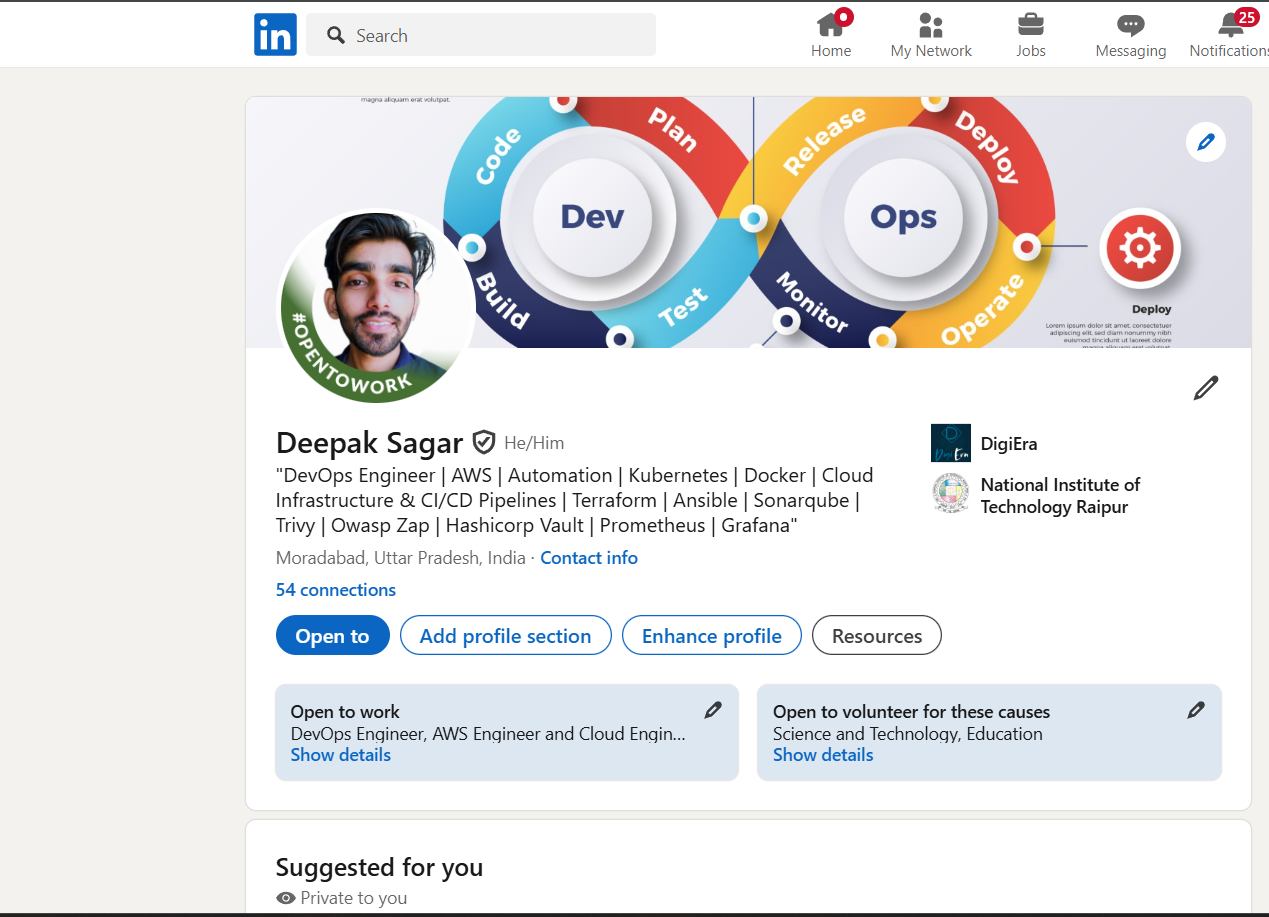 in
Search
Home
My Network
Jobs
Messaging
25
Notifications
magna aliquam erat volutpat.
Code
Plan
Release
Deploy
Dev
Ops
Build
Test
Monitor
Operate
Deploy
Lorem ipsum dolor sit amet, consectetuer
adipiscing elit, sed diam nonummy nibh
euismod tincidunt ut laoreet dolore
magna aliquam erat volutpat.
#OPENTOWORK
Deepak Sagar
He/Him
"DevOps Engineer | AWS | Automation | Kubernetes | Docker | Cloud
Infrastructure & CI/CD Pipelines | Terraform | Ansible | Sonarqube |
Trivy | Owasp Zap | Hashicorp Vault | Prometheus | Grafana"
Moradabad, Uttar Pradesh, India · Contact info
54 connections
DigiEra
DigiEra
National Institute of
Technology Raipur
Open to
Add profile section
Enhance profile
Resources
Open to work
DevOps Engineer, AWS Engineer and Cloud Engin...
Show details
Open to volunteer for these causes
Science and Technology, Education
Show details
Suggested for you
Private to you